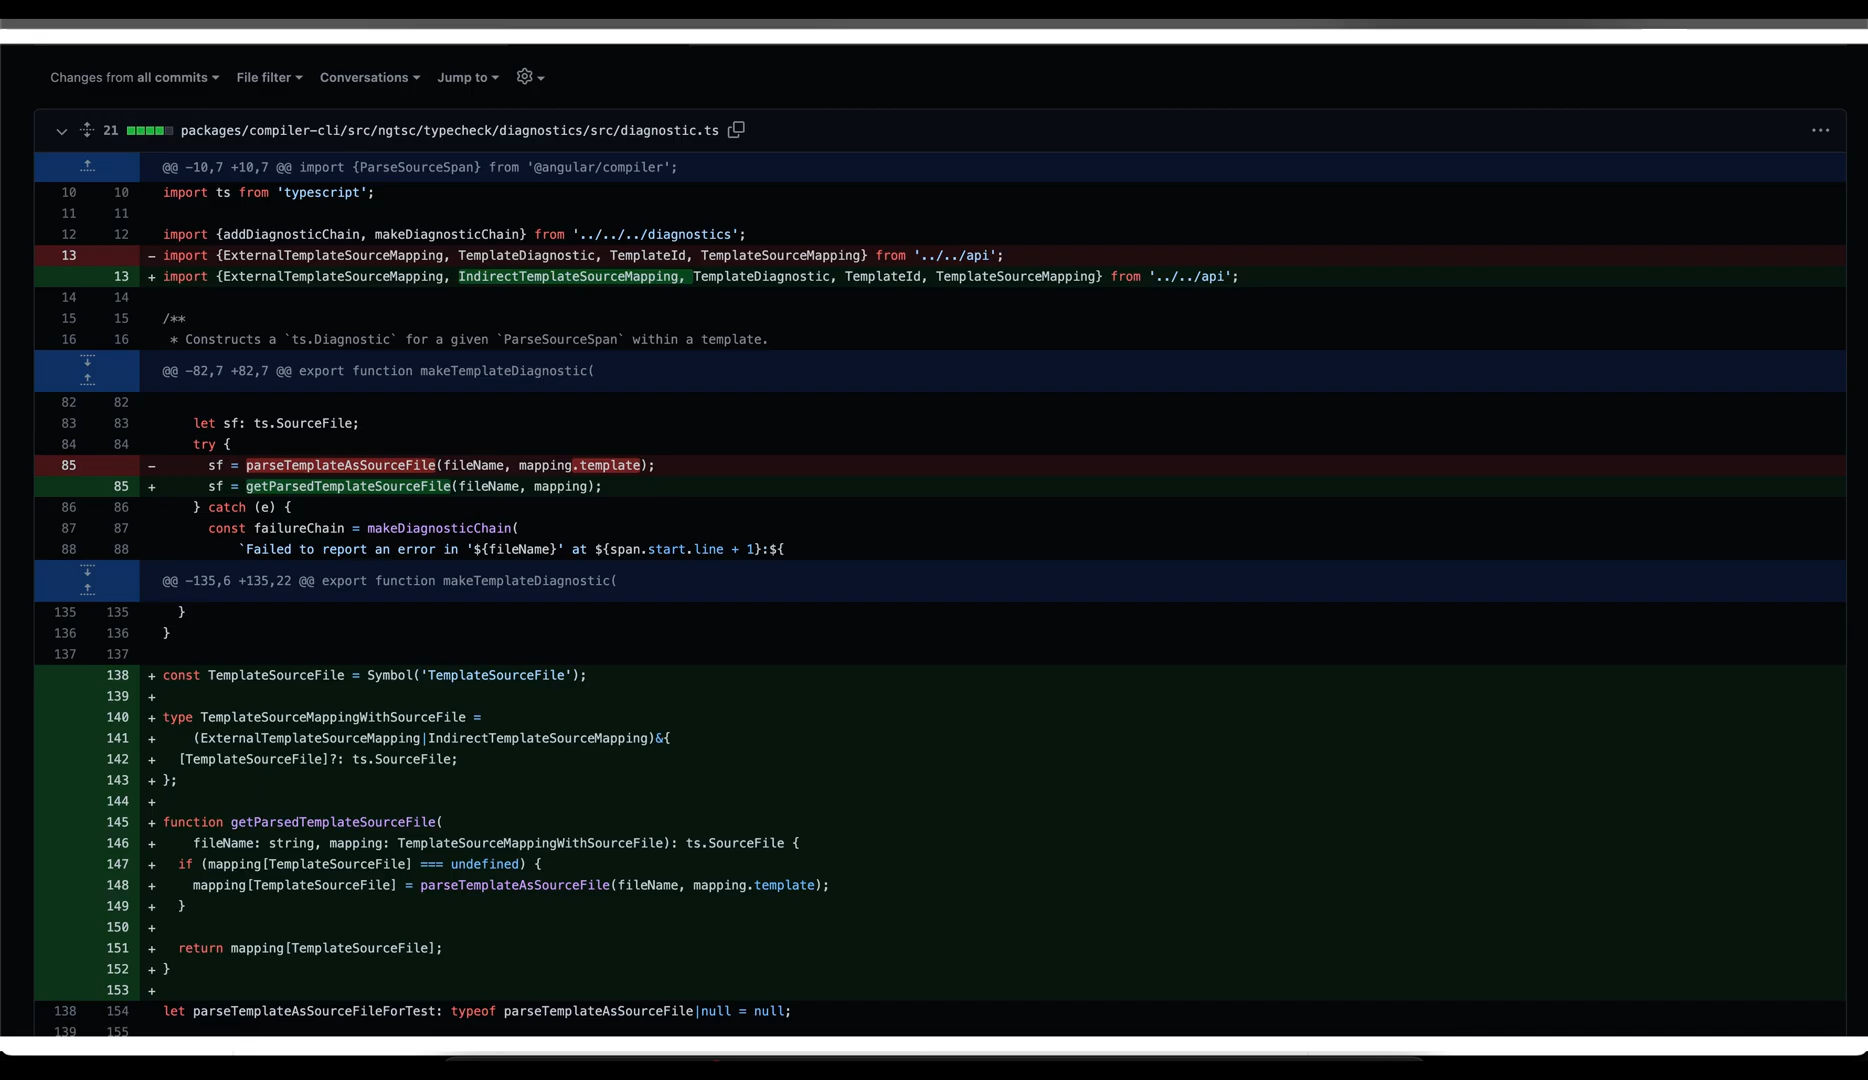 Changes from all commits File filter Conversations Jump to
21 packages/compiler-cli/src/ngtsc/typecheck/diagnostics/src/diagnostic.ts ...
@@ -10,7 +10,7 @@ import {ParseSourceSpan} from '@angular/compiler';
10 10 import ts from 'typescript';
11 11
12 12 import {addDiagnosticChain, makeDiagnosticChain} from '../../../diagnostics';
13 - import {ExternalTemplateSourceMapping, TemplateDiagnostic, TemplateId, TemplateSourceMapping} from '../../api';
13 + import {ExternalTemplateSourceMapping, IndirectTemplateSourceMapping, TemplateDiagnostic, TemplateId, TemplateSourceMapping} from '../../api';
14 14
15 15 /**
16 16 * Constructs a `ts.Diagnostic` for a given `ParseSourceSpan` within a template.
@@ -82,7 +82,7 @@ export function makeTemplateDiagnostic(
82 82
83 83 let sf: ts.SourceFile;
84 84 try {
85 - sf = parseTemplateAsSourceFile(fileName, mapping.template);
85 + sf = getParsedTemplateSourceFile(fileName, mapping);
86 86 } catch (e) {
87 87 const failureChain = makeDiagnosticChain(
88 88 `Failed to report an error in '${fileName}' at ${span.start.line + 1}:${
@@ -135,6 +135,22 @@ export function makeTemplateDiagnostic(
135 135 }
136 136 }
137 137
138 + const TemplateSourceFile = Symbol('TemplateSourceFile');
139 +
140 + type TemplateSourceMappingWithSourceFile =
141 + (ExternalTemplateSourceMapping|IndirectTemplateSourceMapping)&{
142 + [TemplateSourceFile]?: ts.SourceFile;
143 + };
144 +
145 + function getParsedTemplateSourceFile(
146 + fileName: string, mapping: TemplateSourceMappingWithSourceFile): ts.SourceFile {
147 + if (mapping[TemplateSourceFile] === undefined) {
148 + mapping[TemplateSourceFile] = parseTemplateAsSourceFile(fileName, mapping.template);
149 + }
150 +
151 + return mapping[TemplateSourceFile];
152 + }
153 +
138 154 let parseTemplateAsSourceFileForTest: typeof parseTemplateAsSourceFile|null = null;
139 155